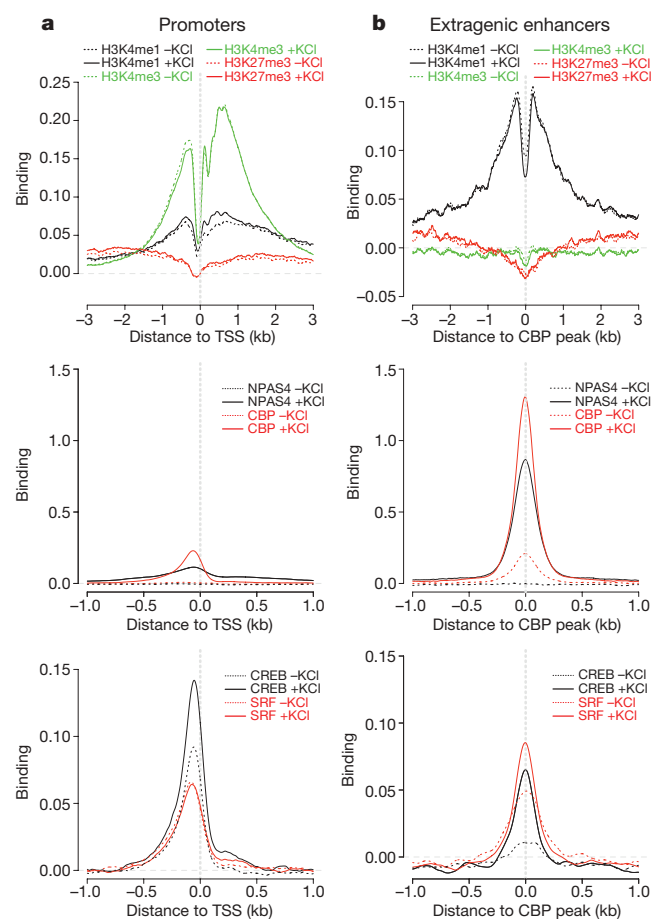 a Promoters
H3K4me1 –KCl H3K4me3 +KCl
H3K4me1 +KCl H3K27me3 –KCl
H3K4me3 –KCl H3K27me3 +KCl
Binding
0.25
0.20
0.15
0.10
0.05
0.00
–3 –2 –1 0 1 2 3
Distance to TSS (kb)
b Extragenic enhancers
H3K4me1 –KCl H3K4me3 +KCl
H3K4me1 +KCl H3K27me3 –KCl
H3K4me3 –KCl H3K27me3 +KCl
Binding
0.15
0.10
0.05
0.00
–0.05
–3 –2 –1 0 1 2 3
Distance to CBP peak (kb)
NPAS4 –KCl
NPAS4 +KCl
CBP –KCl
CBP +KCl
Binding
1.5
1.0
0.5
0.0
–1.0 –0.5 0.0 0.5 1.0
Distance to TSS (kb)
NPAS4 –KCl
NPAS4 +KCl
CBP –KCl
CBP +KCl
Binding
1.5
1.0
0.5
0.0
–1.0 –0.5 0.0 0.5 1.0
Distance to CBP peak (kb)
CREB –KCl
CREB +KCl
SRF –KCl
SRF +KCl
Binding
0.15
0.10
0.05
0.00
–1.0 –0.5 0.0 0.5 1.0
Distance to TSS (kb)
CREB –KCl
CREB +KCl
SRF –KCl
SRF +KCl
Binding
0.15
0.10
0.05
0.00
–1.0 –0.5 0.0 0.5 1.0
Distance to CBP peak (kb)